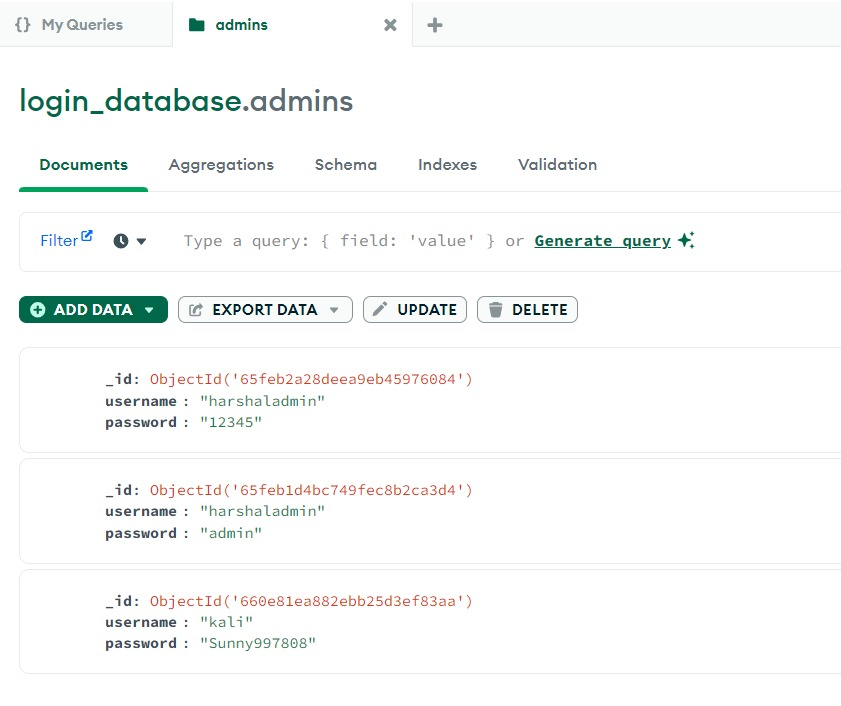 {} My Queries
admins
login_database.admins
Documents Aggregations Schema Indexes Validation
Filter Type a query: { field: 'value' } or Generate query
ADD DATA EXPORT DATA UPDATE DELETE
_id: ObjectId('65feb2a28deea9eb45976084')
username : "harshaladmin"
password : "12345"
_id: ObjectId('65feb1d4bc749fec8b2ca3d4')
username : "harshaladmin"
password : "admin"
_id: ObjectId('660e81ea882ebb25d3ef83aa')
username : "kali"
password : "Sunny997808"